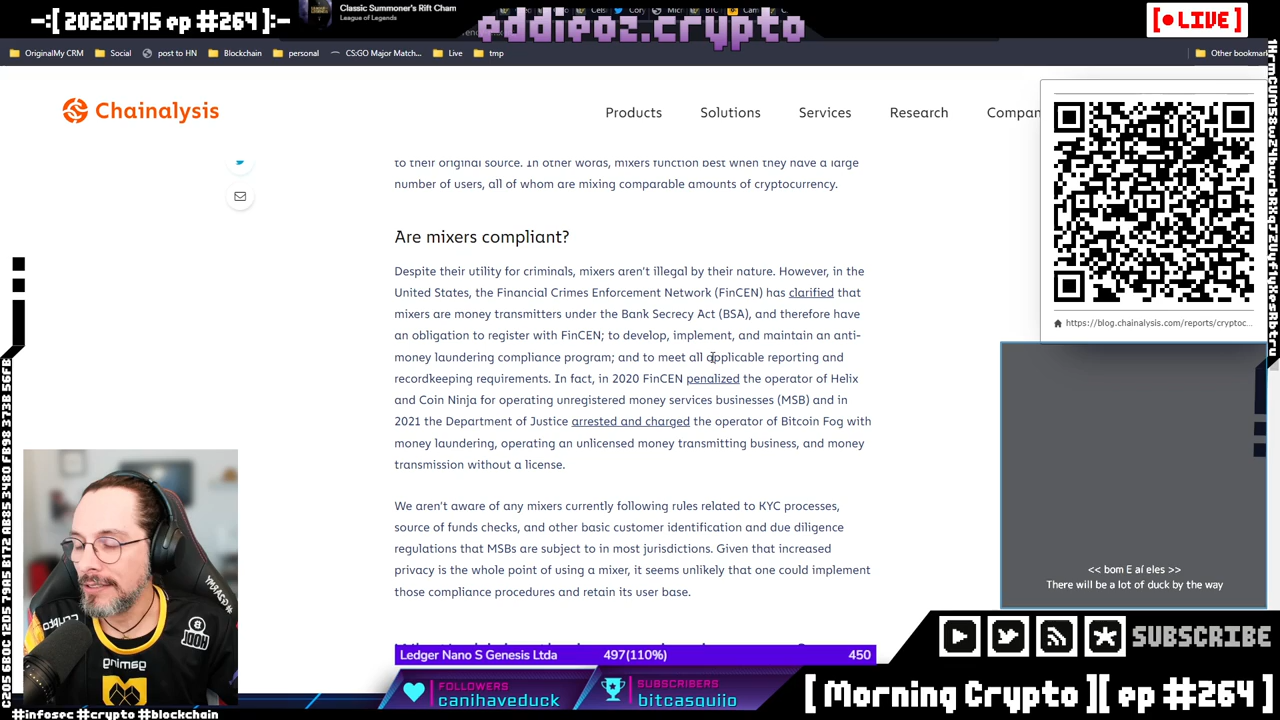 -:[ 20220715 ep #264 ]:-
Classic Summoner's Rift Cham
League of Legends
eddieoz.crypto
[ LIVE ]
OriginalMy CRM
Social
post to HN
Blockchain
personal
CS:GO Major Match...
Live
tmp
Other bookmar
Chainalysis
Products
Solutions
Services
Research
Compan
to their original source. In other words, mixers function best when they have a large
number of users, all of whom are mixing comparable amounts of cryptocurrency.
Are mixers compliant?
Despite their utility for criminals, mixers aren't illegal by their nature. However, in the
United States, the Financial Crimes Enforcement Network (FinCEN) has clarified that
mixers are money transmitters under the Bank Secrecy Act (BSA), and therefore have
an obligation to register with FinCEN; to develop, implement, and maintain an anti-
money laundering compliance program; and to meet all applicable reporting and
recordkeeping requirements. In fact, in 2020 FinCEN penalized the operator of Helix
and Coin Ninja for operating unregistered money services businesses (MSB) and in
2021 the Department of Justice arrested and charged the operator of Bitcoin Fog with
money laundering, operating an unlicensed money transmitting business, and money
transmission without a license.
We aren't aware of any mixers currently following rules related to KYC processes,
source of funds checks, and other basic customer identification and due diligence
regulations that MSBs are subject to in most jurisdictions. Given that increased
privacy is the whole point of using a mixer, it seems unlikely that one could implement
those compliance procedures and retain its user base.
https://blog.chainalysis.com/reports/cryptoc...
<< bom E aí eles >>
There will be a lot of duck by the way
Ledger Nano S Genesis Ltda
497(110%)
450
FOLLOWERS
canihaveduck
SUBSCRIBERS
bitcasquijo
SUBSCRIBE
[ Morning Crypto ][ ep #264 ]
#infosec #crypto #blockchain